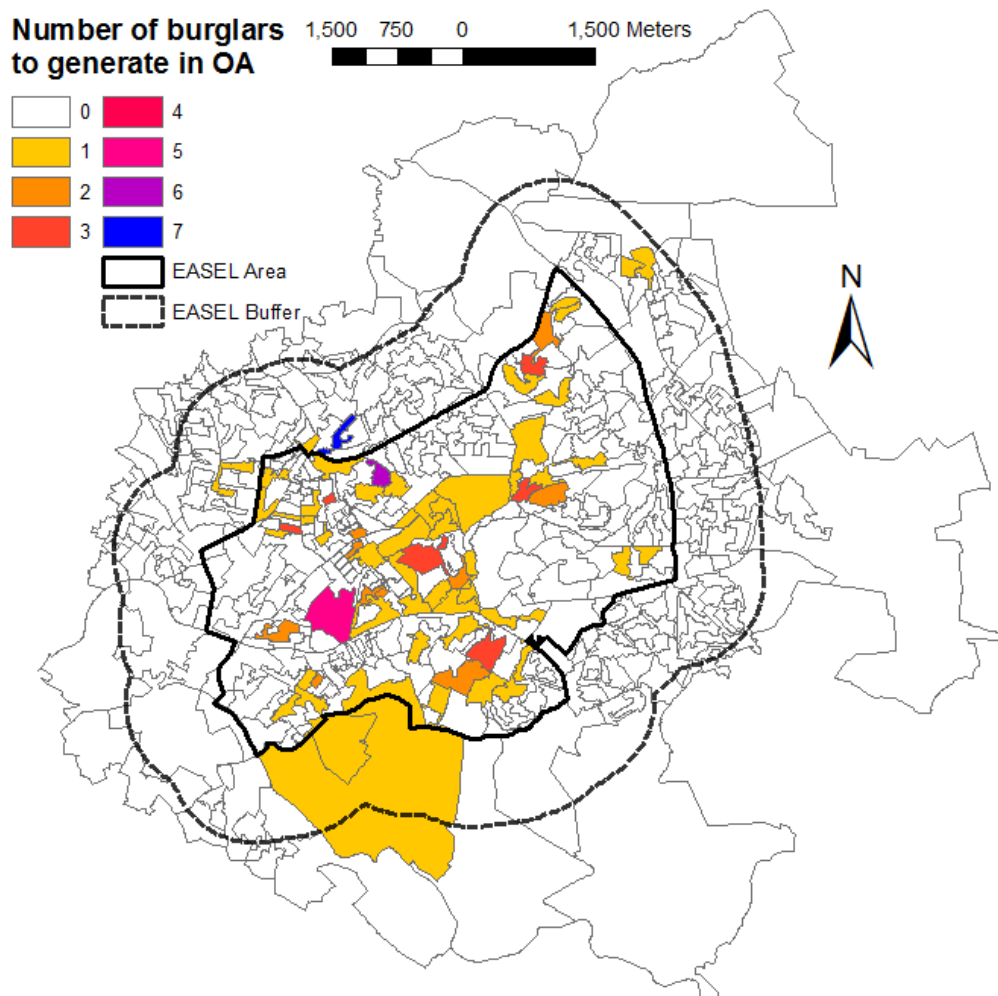 Number of burglars
to generate in OA
1,500 750 0 1,500 Meters
0 4
1 5
2 6
3 7
EASEL Area
EASEL Buffer
N